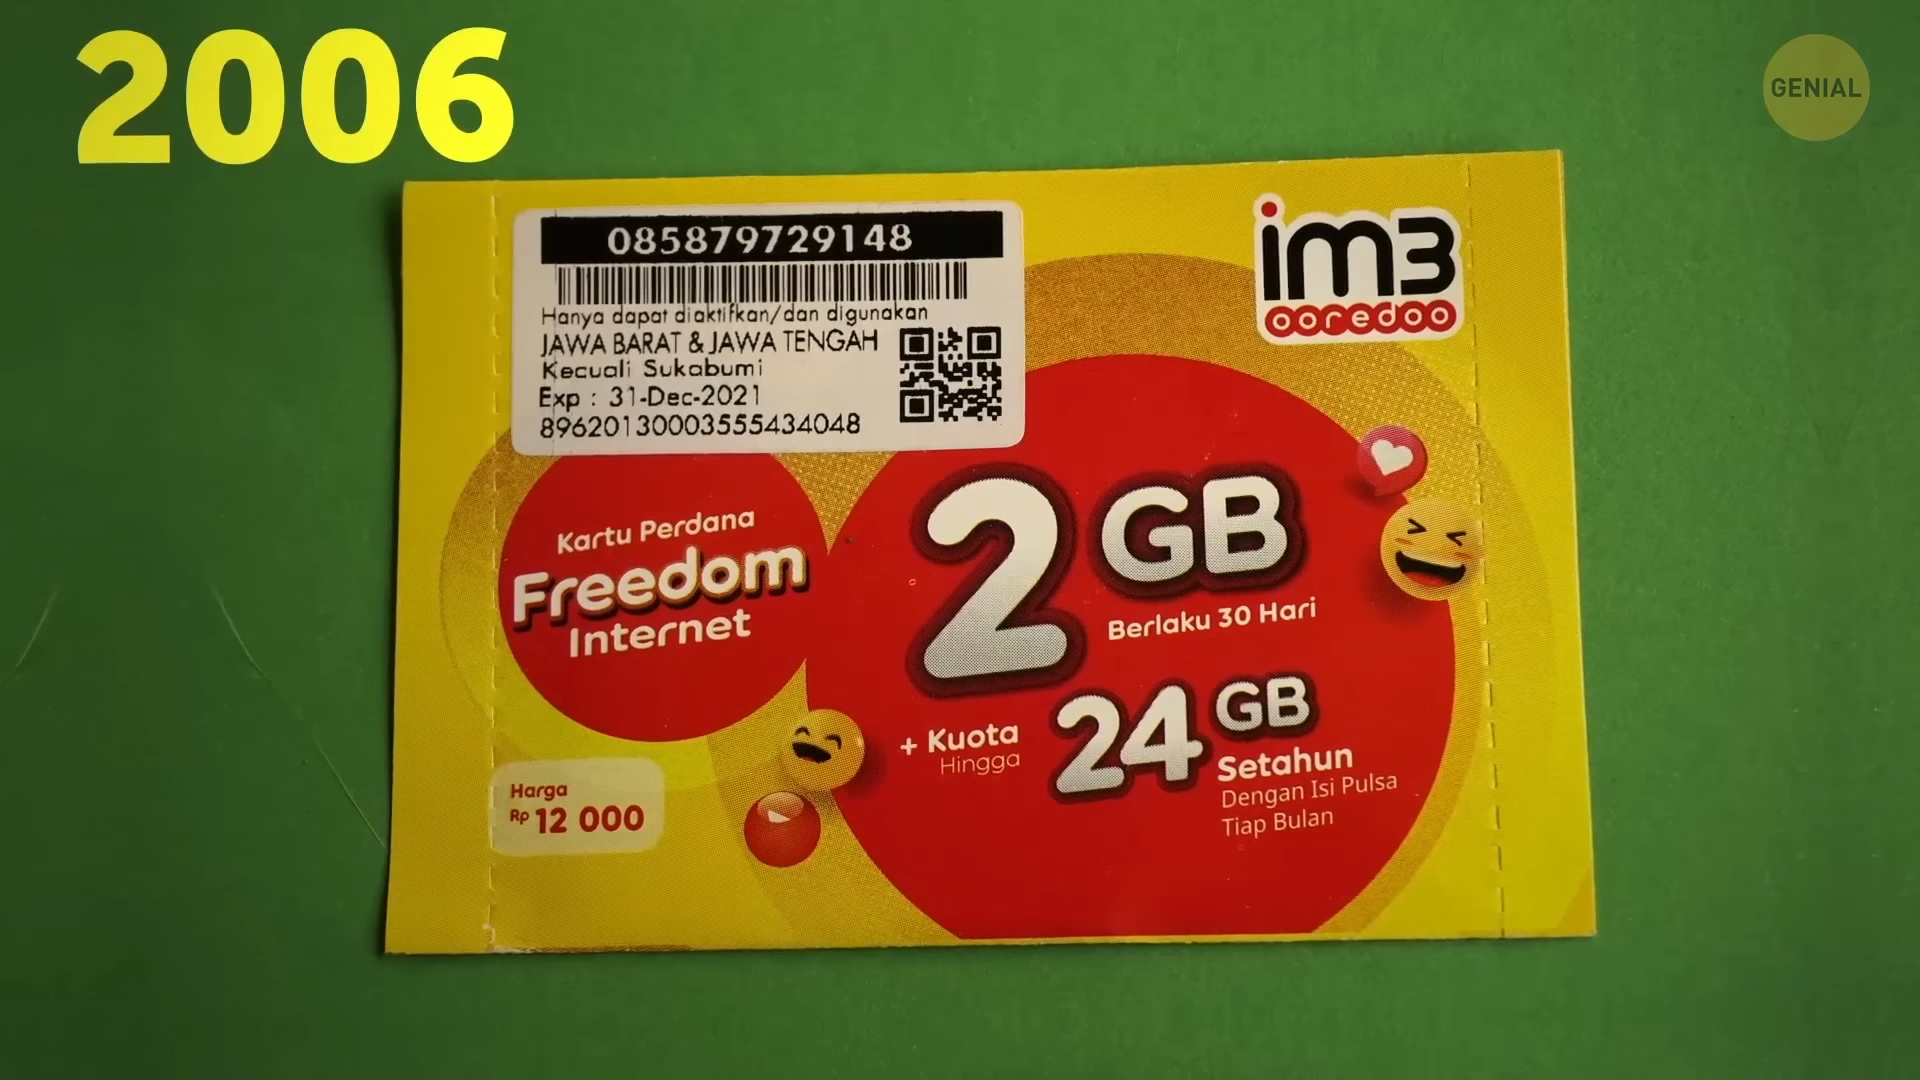 2006
GENIAL
085879729148
Hanya dapat diaktifkan/dan digunakan
JAWA BARAT & JAWA TENGAH
Kecuali Sukabumi
Exp : 31-Dec-2021
89620130003555434048
im3
ooredoo
Kartu Perdana
Freedom
Internet
2 GB
Berlaku 30 Hari
+ Kuota
Hingga
24 GB
Setahun
Dengan Isi Pulsa
Tiap Bulan
Harga
Rp 12 000